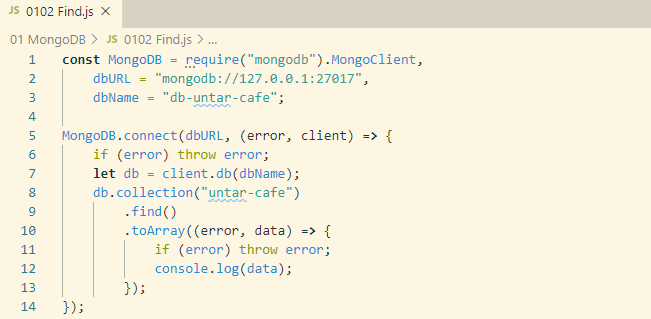 JS 0102 Find.js ×
01 MongoDB > JS 0102 Find.js > ...
1 const MongoDB = require("mongodb").MongoClient,
2     dbURL = "mongodb://127.0.0.1:27017",
3     dbName = "db-untar-cafe";
4
5 MongoDB.connect(dbURL, (error, client) => {
6     if (error) throw error;
7     let db = client.db(dbName);
8     db.collection("untar-cafe")
9         .find()
10         .toArray((error, data) => {
11             if (error) throw error;
12             console.log(data);
13         });
14 });